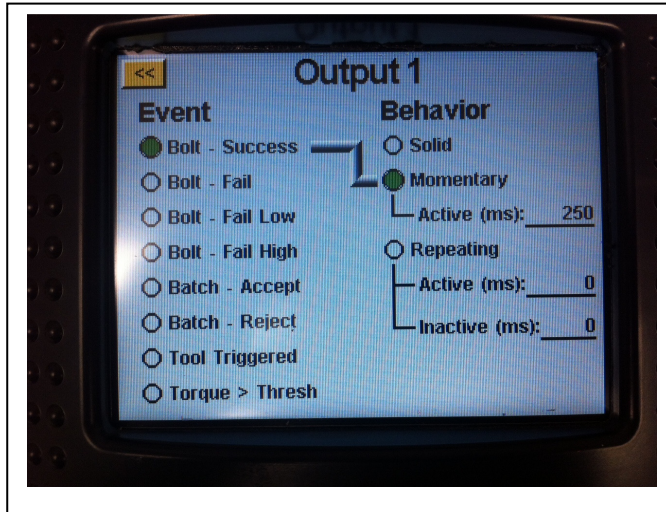 <<
Output 1
Event
Bolt - Success
Bolt - Fail
Bolt - Fail Low
Bolt - Fail High
Batch - Accept
Batch - Reject
Tool Triggered
Torque > Thresh
Behavior
Solid
Momentary
Active (ms): 250
Repeating
Active (ms): 0
Inactive (ms): 0